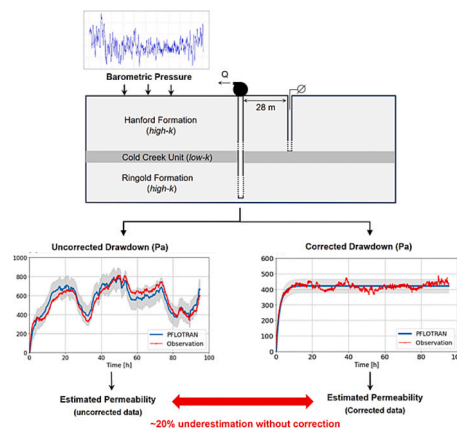 Barometric Pressure
Q
28 m
Hanford Formation
(high-k)
Cold Creek Unit (low-k)
Ringold Formation
(high-k)
Uncorrected Drawdown (Pa)
Corrected Drawdown (Pa)
1000
800
600
400
200
0
0 20 40 60 80 100
Time [h]
PFLOTRAN
Observation
600
500
400
300
200
100
0
0 20 40 60 80 100
Time [h]
PFLOTRAN
Observation
Estimated Permeability
(uncorrected data)
Estimated Permeability
(Corrected data)
~20% underestimation without correction